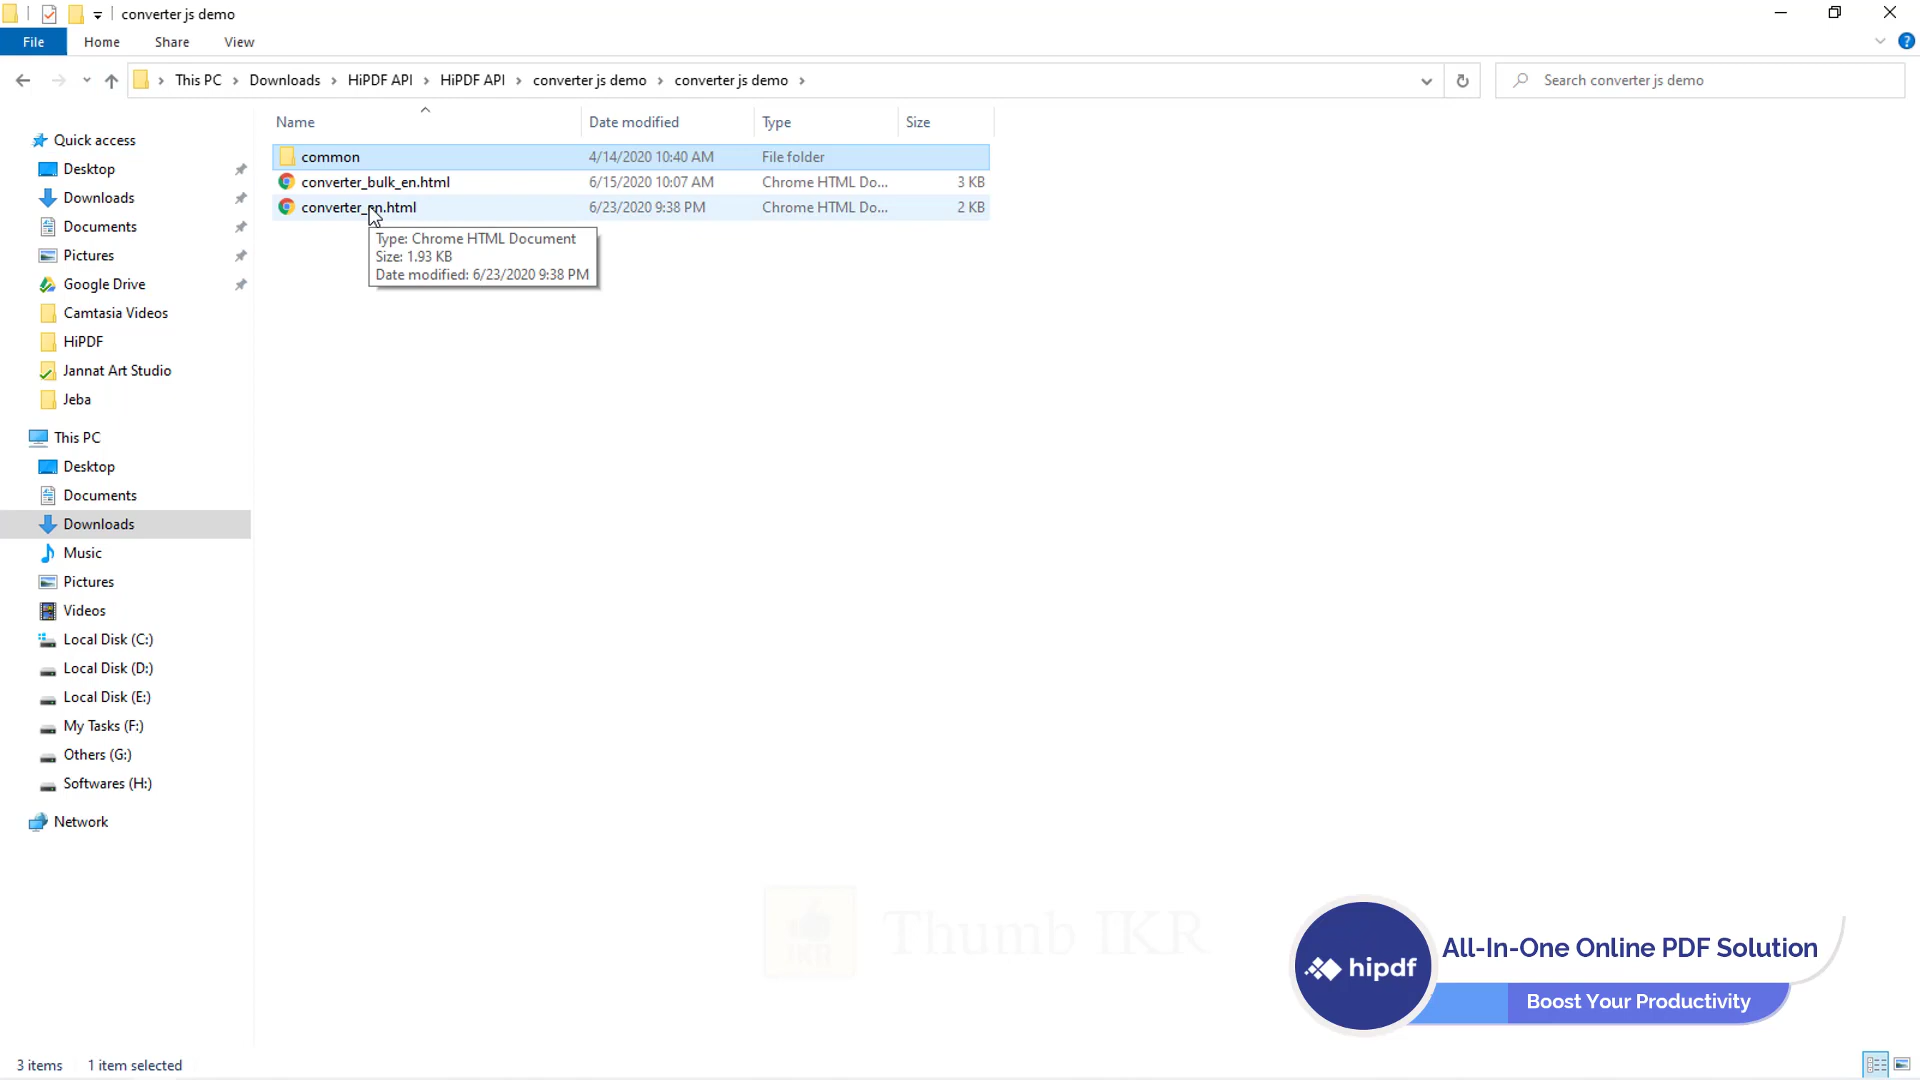 converter js demo
File Home Share View
This PC Downloads HiPDF API HiPDF API converter js demo converter js demo
Search converter js demo
Name Date modified Type Size
common 4/14/2020 10:40 AM File folder
converter_bulk_en.html 6/15/2020 10:07 AM Chrome HTML Do... 3 KB
converter_en.html 6/23/2020 9:38 PM Chrome HTML Do... 2 KB
Type: Chrome HTML Document
Size: 1.93 KB
Date modified: 6/23/2020 9:38 PM
Quick access
Desktop
Downloads
Documents
Pictures
Google Drive
Camtasia Videos
HiPDF
Jannat Art Studio
Jeba
This PC
Desktop
Documents
Downloads
Music
Pictures
Videos
Local Disk (C:)
Local Disk (D:)
Local Disk (E:)
My Tasks (F:)
Others (G:)
Softwares (H:)
Network
IKR
Thumb IKR
hipdf
All-In-One Online PDF Solution
Boost Your Productivity
3 items 1 item selected